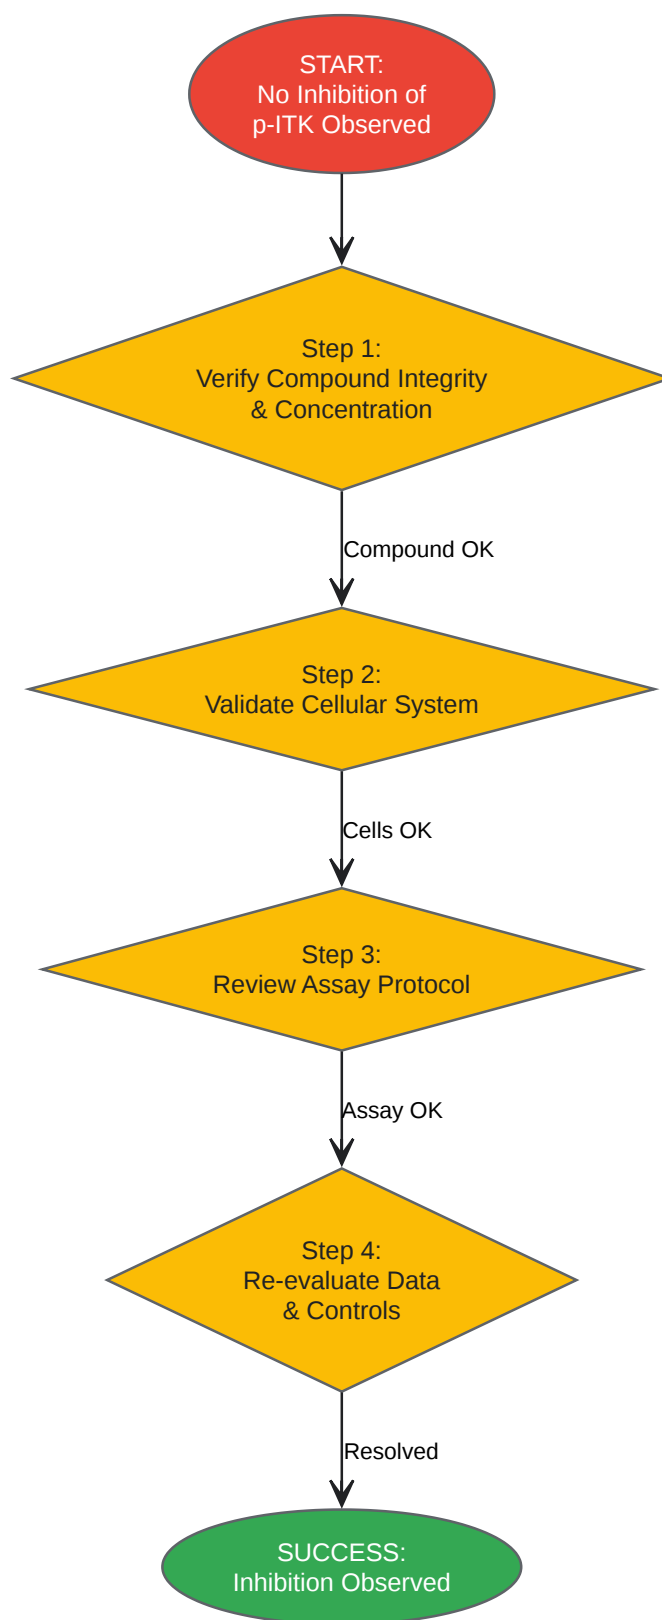 START:
No Inhibition of
p-ITK Observed
Step 1:
Verify Compound Integrity
& Concentration
Compound OK
Step 2:
Validate Cellular System
Cells OK
Step 3:
Review Assay Protocol
Assay OK
Step 4:
Re-evaluate Data
& Controls
Resolved
SUCCESS:
Inhibition Observed